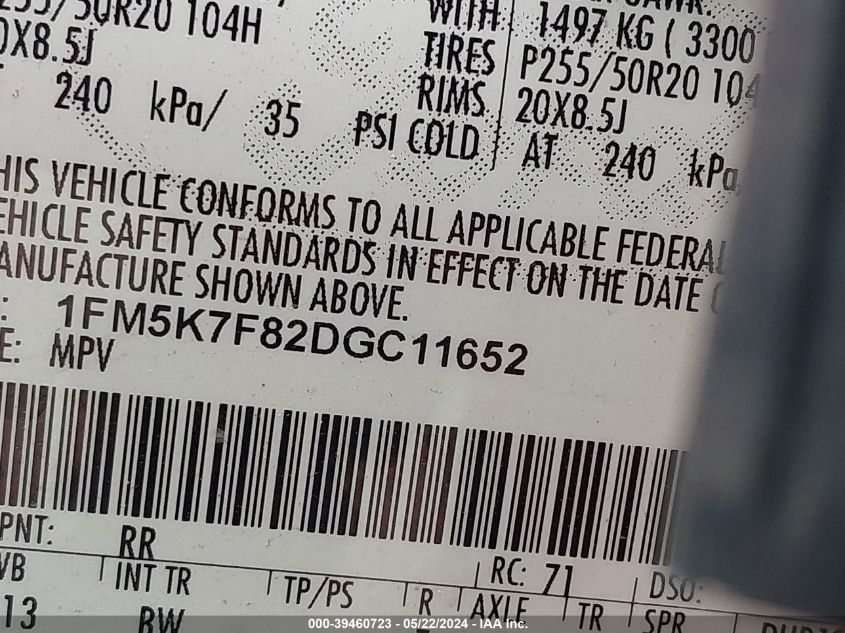 255/50R20 104H
0X8.5J
240 kPa/ 35 PSI COLD
WITH 1497 KG ( 3300
TIRES P255/50R20 104
RIMS 20X8.5J
AT 240 kPa
HIS VEHICLE CONFORMS TO ALL APPLICABLE FEDERAL
EHICLE SAFETY STANDARDS IN EFFECT ON THE DATE
ANUFACTURE SHOWN ABOVE.
: 1FM5K7F82DGC11652
E: MPV
PNT: RR RC: 71 DSO:
WB INT TR TP/PS R AXLE TR SPR
13 BW
000-39460723 - 05/22/2024 - IAA Inc.